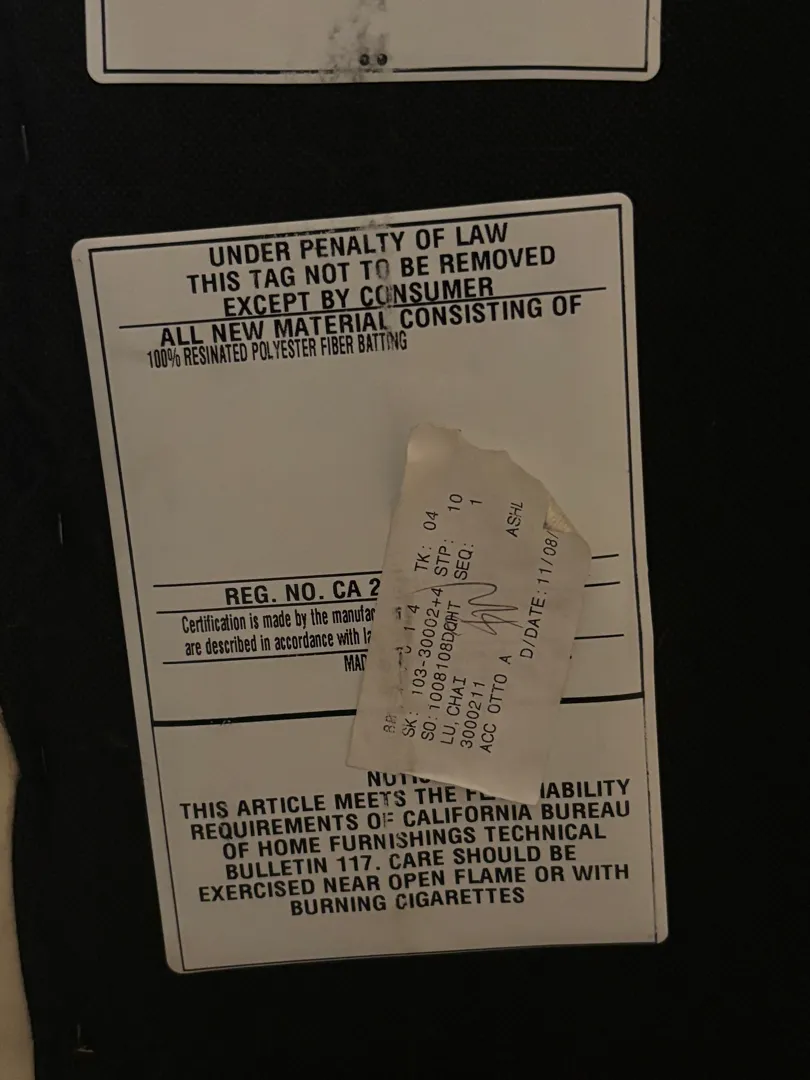 UNDER PENALTY OF LAW
THIS TAG NOT TO BE REMOVED
EXCEPT BY CONSUMER
ALL NEW MATERIAL CONSISTING OF
100% RESINATED POLYESTER FIBER BATTING
REG. NO. CA 2
Certification is made by the manufac
are described in accordance with la
MAD
TK: 04
SK: 103-30002+4 STP: 10
SO: 1008108 SEQ: 1
LU, CHAI
3000211 ASHL
ACC OTTO A
D/DATE: 11/08/
THIS ARTICLE MEETS THE IABILITY
REQUIREMENTS OF CALIFORNIA BUREAU
OF HOME FURNISHINGS TECHNICAL
BULLETIN 117. CARE SHOULD BE
EXERCISED NEAR OPEN FLAME OR WITH
BURNING CIGARETTES